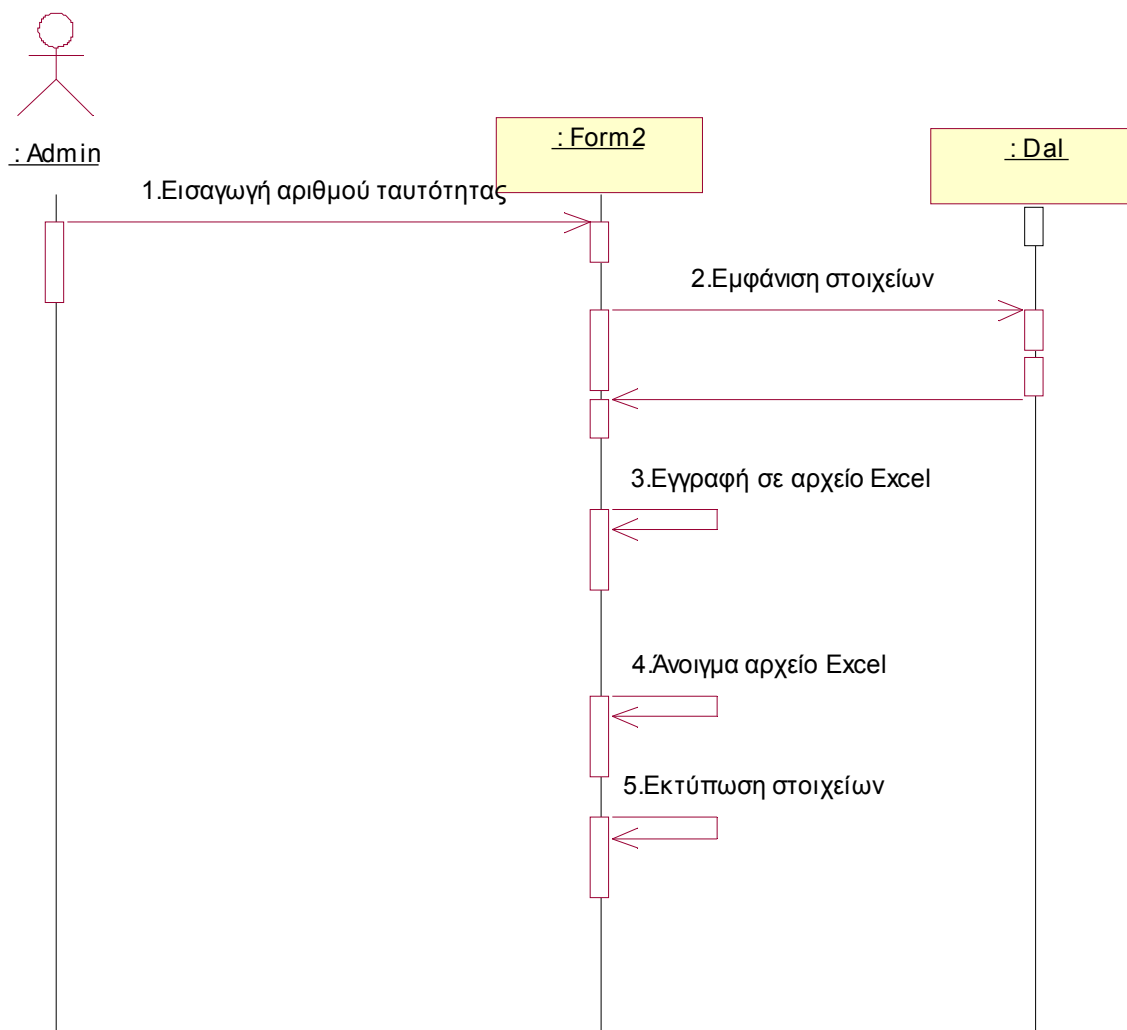 : Admin
: Form2
: Dal
1.Εισαγωγή αριθμού ταυτότητας
2.Εμφάνιση στοιχείων
3.Εγγραφή σε αρχείο Excel
4.Άνοιγμα αρχείο Excel
5.Εκτύπωση στοιχείων